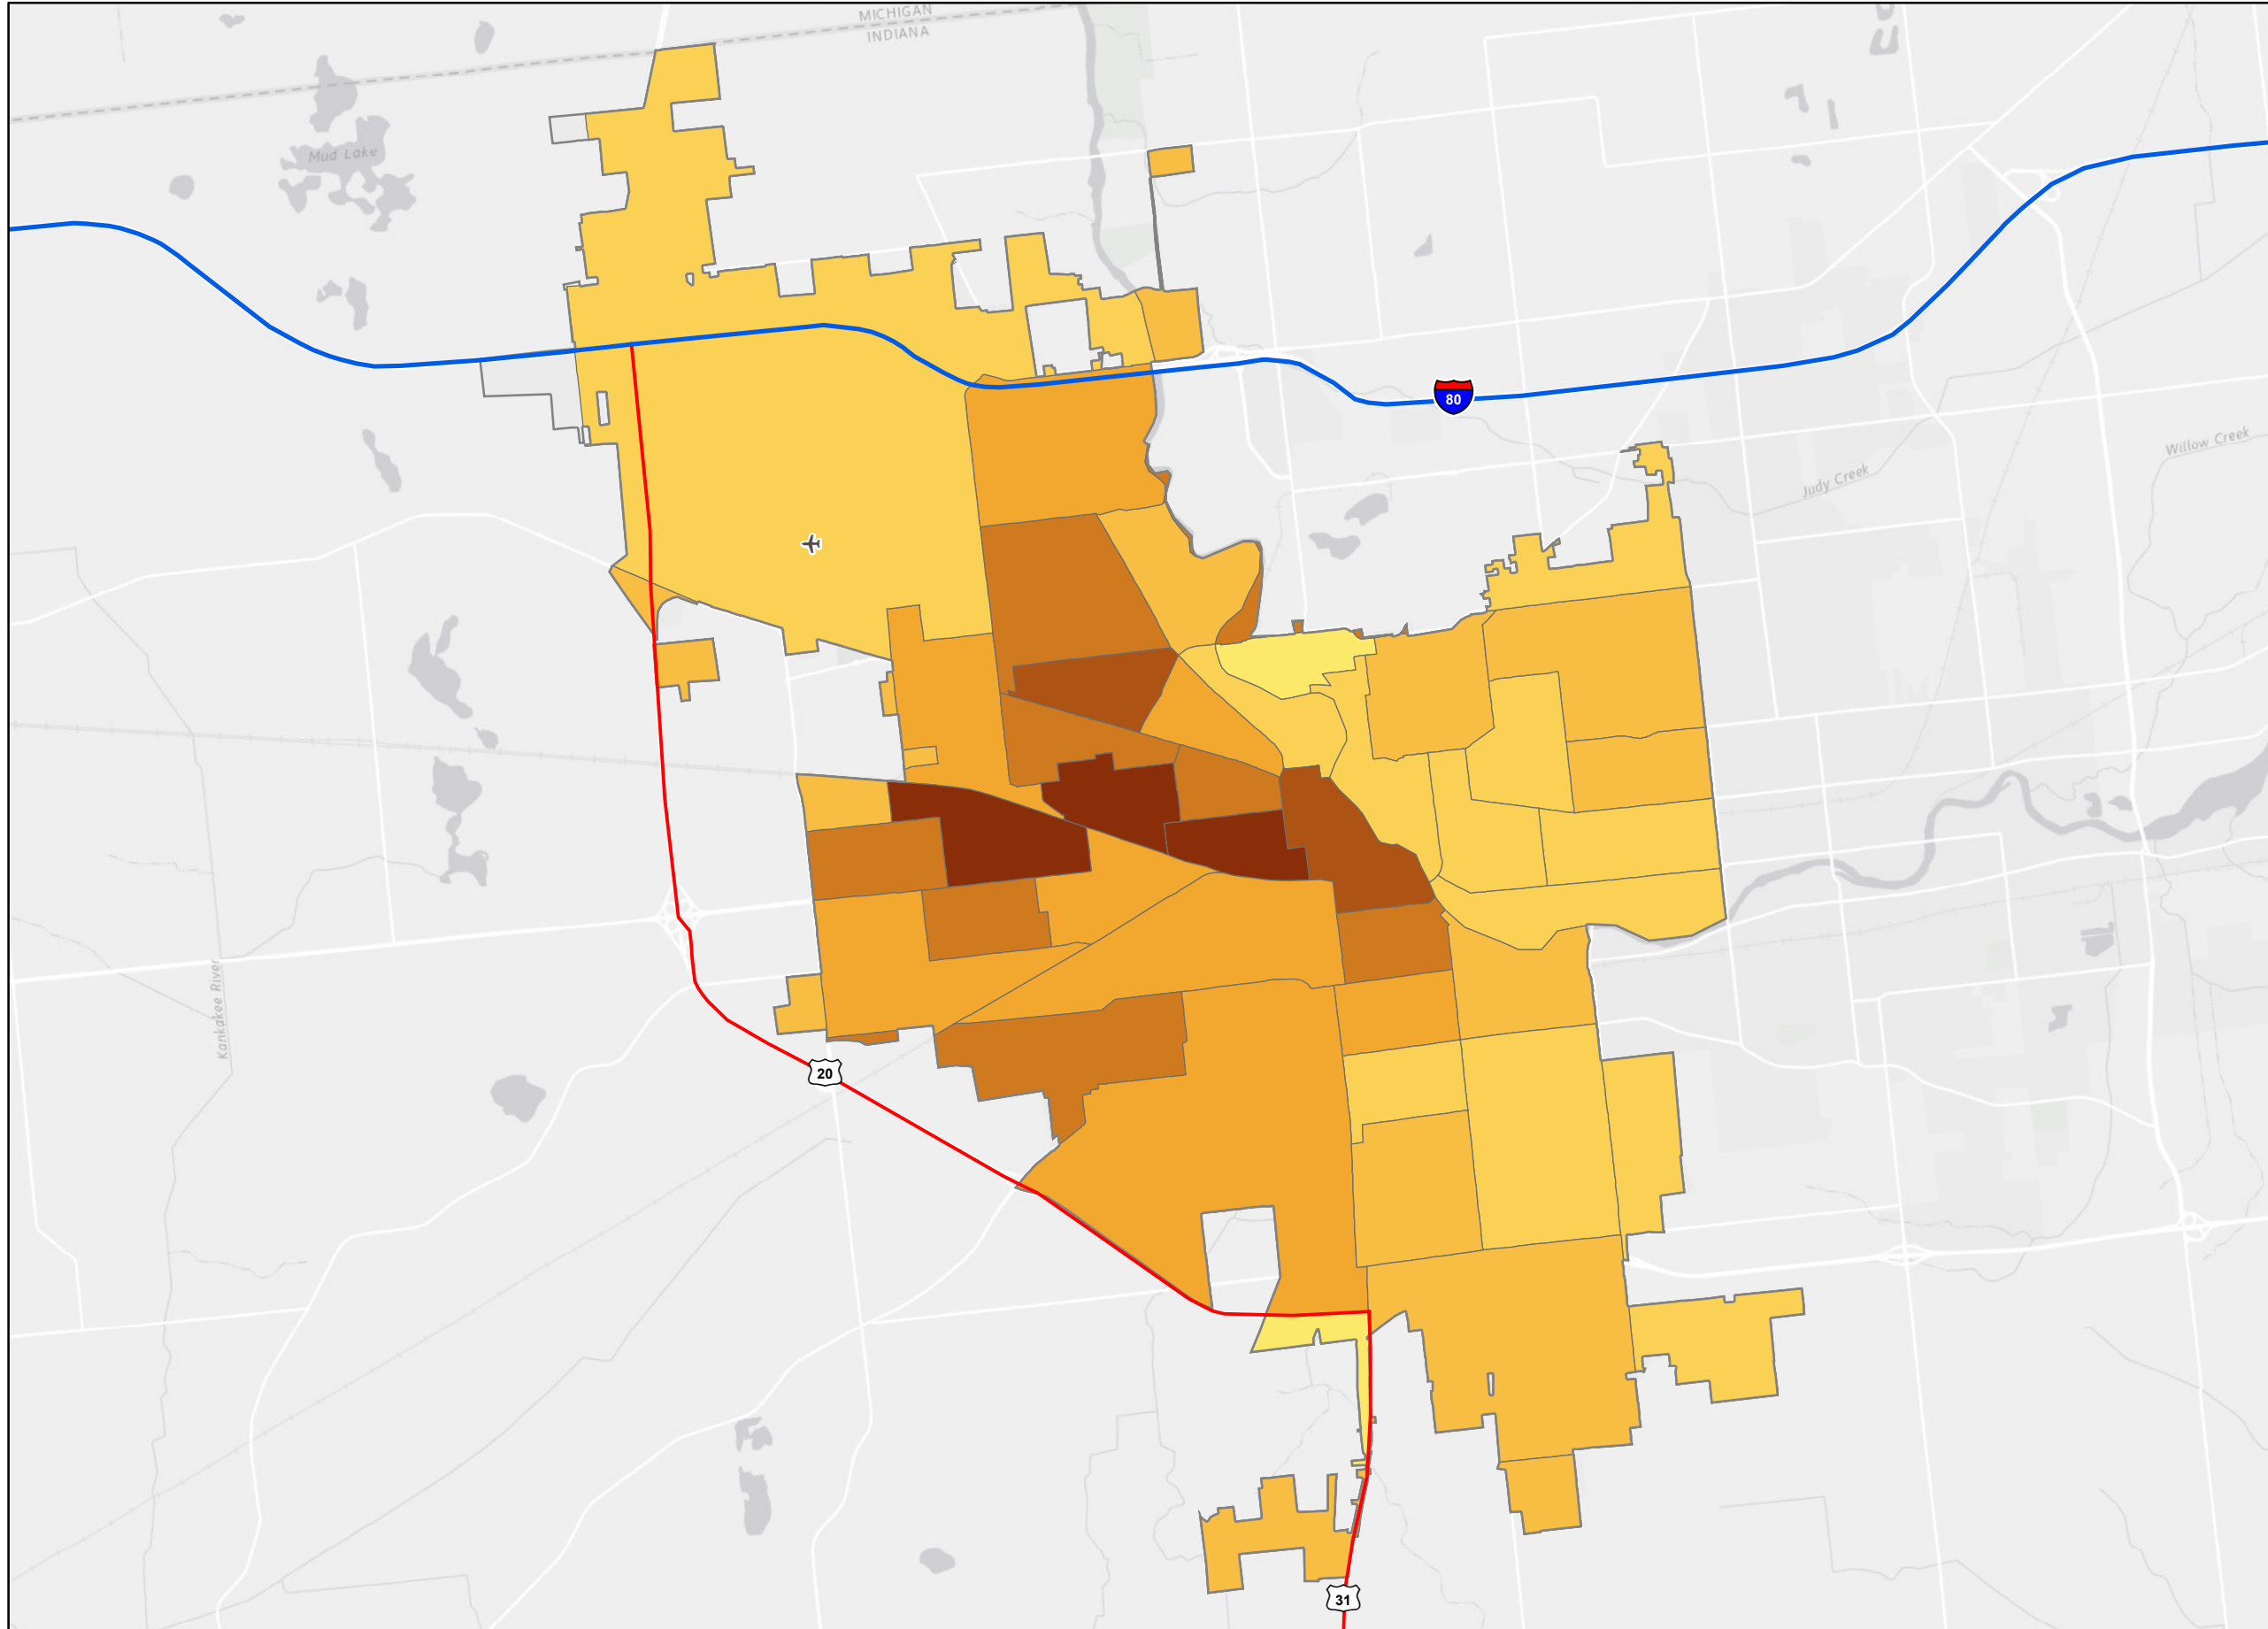 MICHIGAN
INDIANA
Mud Lake
80
Willow Creek
Judy Creek
Kankakee River
20
31